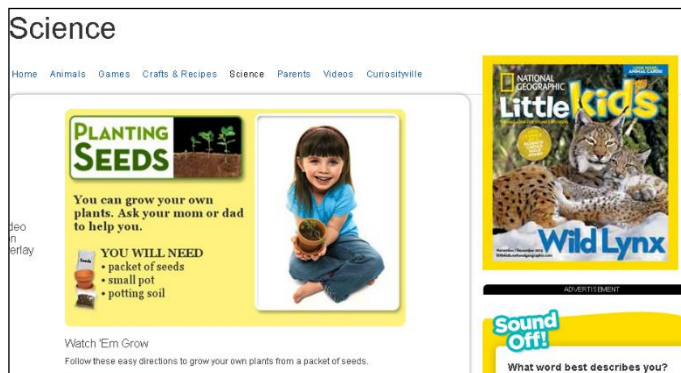 Science
Home Animals Games Crafts & Recipes Science Parents Videos Curiosityville
PLANTING
SEEDS
You can grow your own
plants. Ask your mom or dad
to help you.
YOU WILL NEED
• packet of seeds
• small pot
• potting soil
deo
n
erlay
Watch 'Em Grow
Follow these easy directions to grow your own plants from a packet of seeds.
ANIMAL CARDS!
NATIONAL
GEOGRAPHIC
Little kids
Wild Lynx
ADVERTISEMENT
Sound
Off!
What word best describes you?